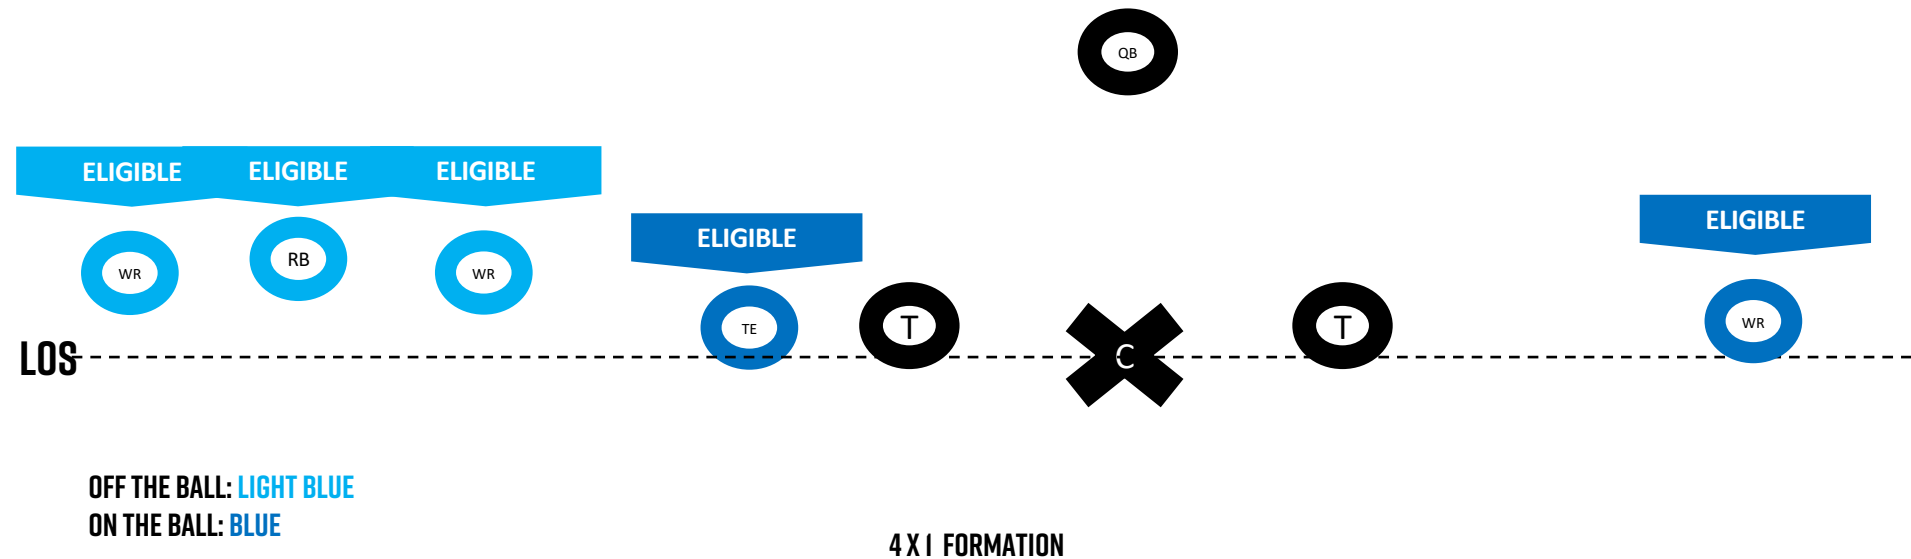 QB
ELIGIBLE ELIGIBLE ELIGIBLE
ELIGIBLE
ELIGIBLE
WR RB WR
TE T C T WR
LOS
OFF THE BALL: LIGHT BLUE
ON THE BALL: BLUE
4 X 1 FORMATION